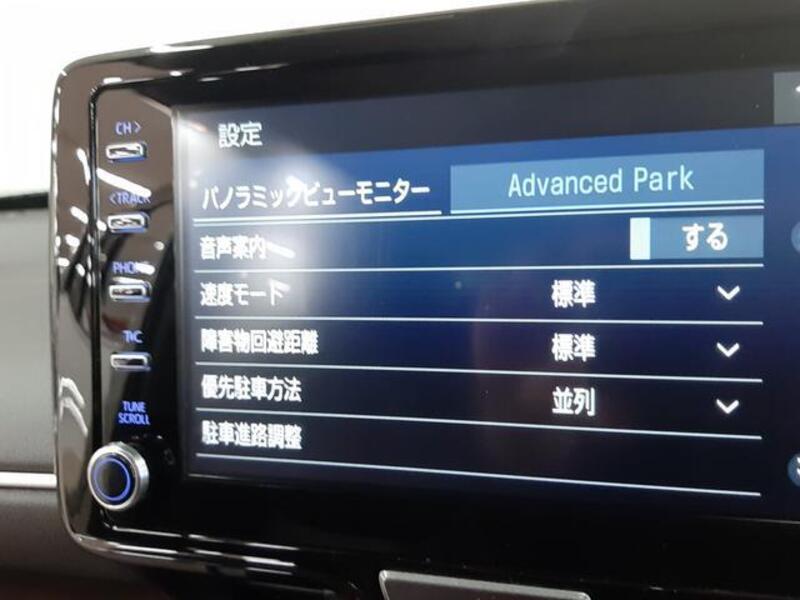 CH >
<TRACK
PHONE
T/C
TUNE
SCROLL
設定
パノラミックビューモニター Advanced Park
音声案内 する
速度モード 標準
障害物回避距離 標準
優先駐車方法 並列
駐車進路調整